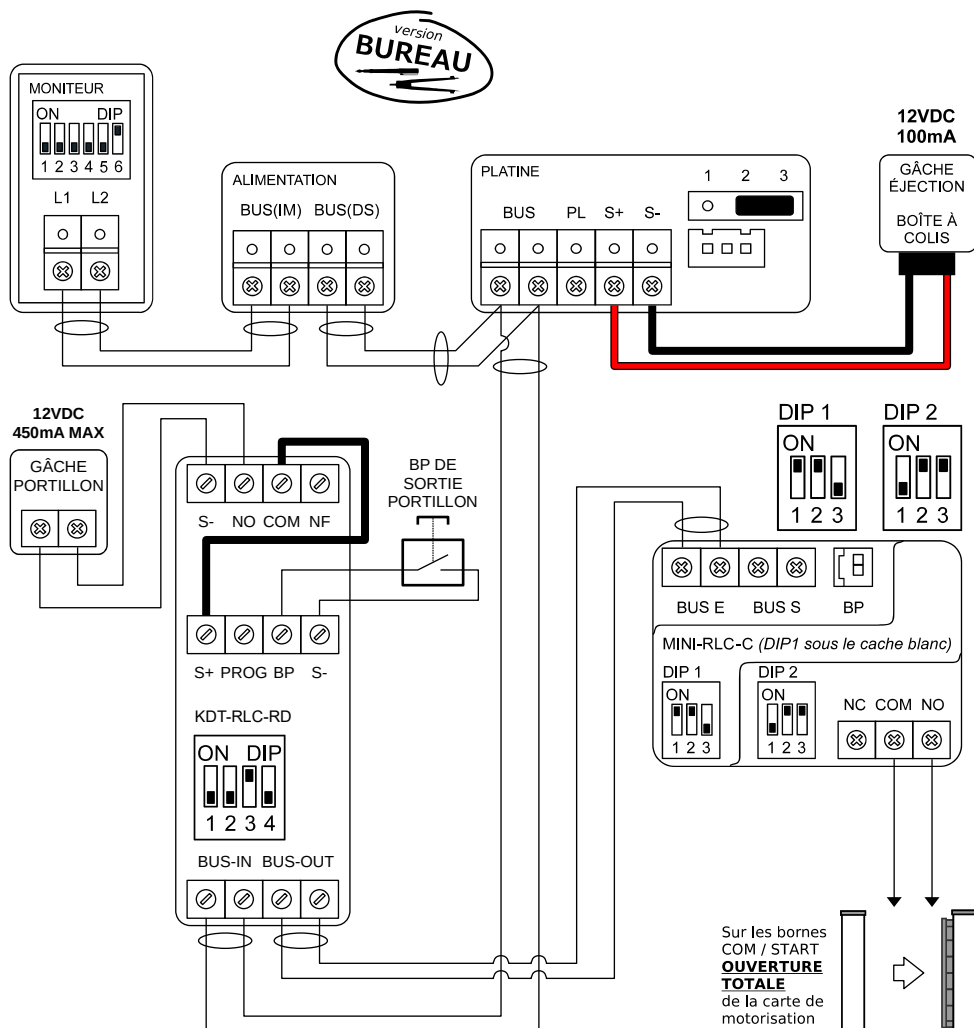 version
BUREAU
MONITEUR
ON DIP
1 2 3 4 5 6
L1 L2
ALIMENTATION
BUS(IM) BUS(DS)
PLATINE
1 2 3
BUS PL S+ S-
12VDC
100mA
GÂCHE
ÉJECTION
BOÎTE À
COLIS
12VDC
450mA MAX
GÂCHE
PORTILLON
S- NO COM NF
BP DE
SORTIE
PORTILLON
S+ PROG BP S-
KDT-RLC-RD
ON DIP
1 2 3 4
BUS-IN BUS-OUT
DIP 1
ON
1 2 3
DIP 2
ON
1 2 3
BUS E BUS S BP
MINI-RLC-C (DIP1 sous le cache blanc)
DIP 1
ON
1 2 3
DIP 2
ON
1 2 3
NC COM NO
Sur les bornes
COM / START
OUVERTURE
TOTALE
de la carte de
motorisation